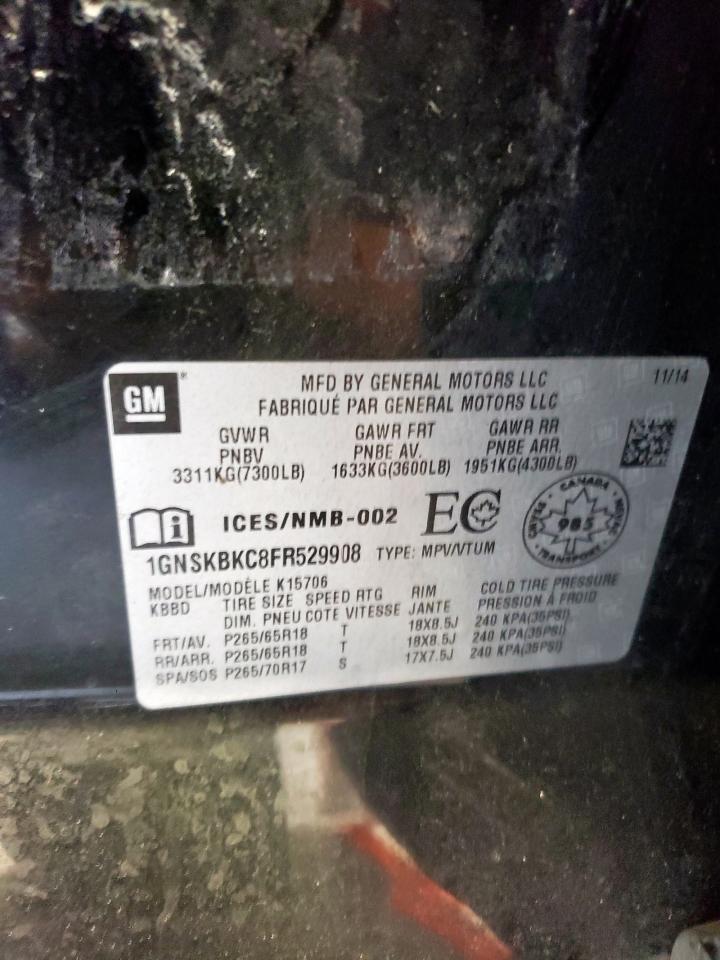 GM
MFD BY GENERAL MOTORS LLC 11/14
FABRIQUÉ PAR GENERAL MOTORS LLC
GVWR GAWR FRT GAWR RR
PNBV PNBE AV. PNBE ARR.
3311KG(7300LB) 1633KG(3600LB) 1951KG(4300LB)
i ICES/NMB-002 EC
CANADA
985
TRANSPORT
1GNSKBKC8FR529908 TYPE: MPV/VTUM
MODEL/MODÈLE K15706
KBBD TIRE SIZE SPEED RTG RIM COLD TIRE PRESSURE
DIM. PNEU COTE VITESSE JANTE PRESSION À FROID
FRT/AV. P265/65R18 T 18X8.5J 240 KPA(35PSI)
RR/ARR. P265/65R18 T 18X8.5J 240 KPA(35PSI)
SPA/SOS P265/70R17 S 17X7.5J 240 KPA(35PSI)